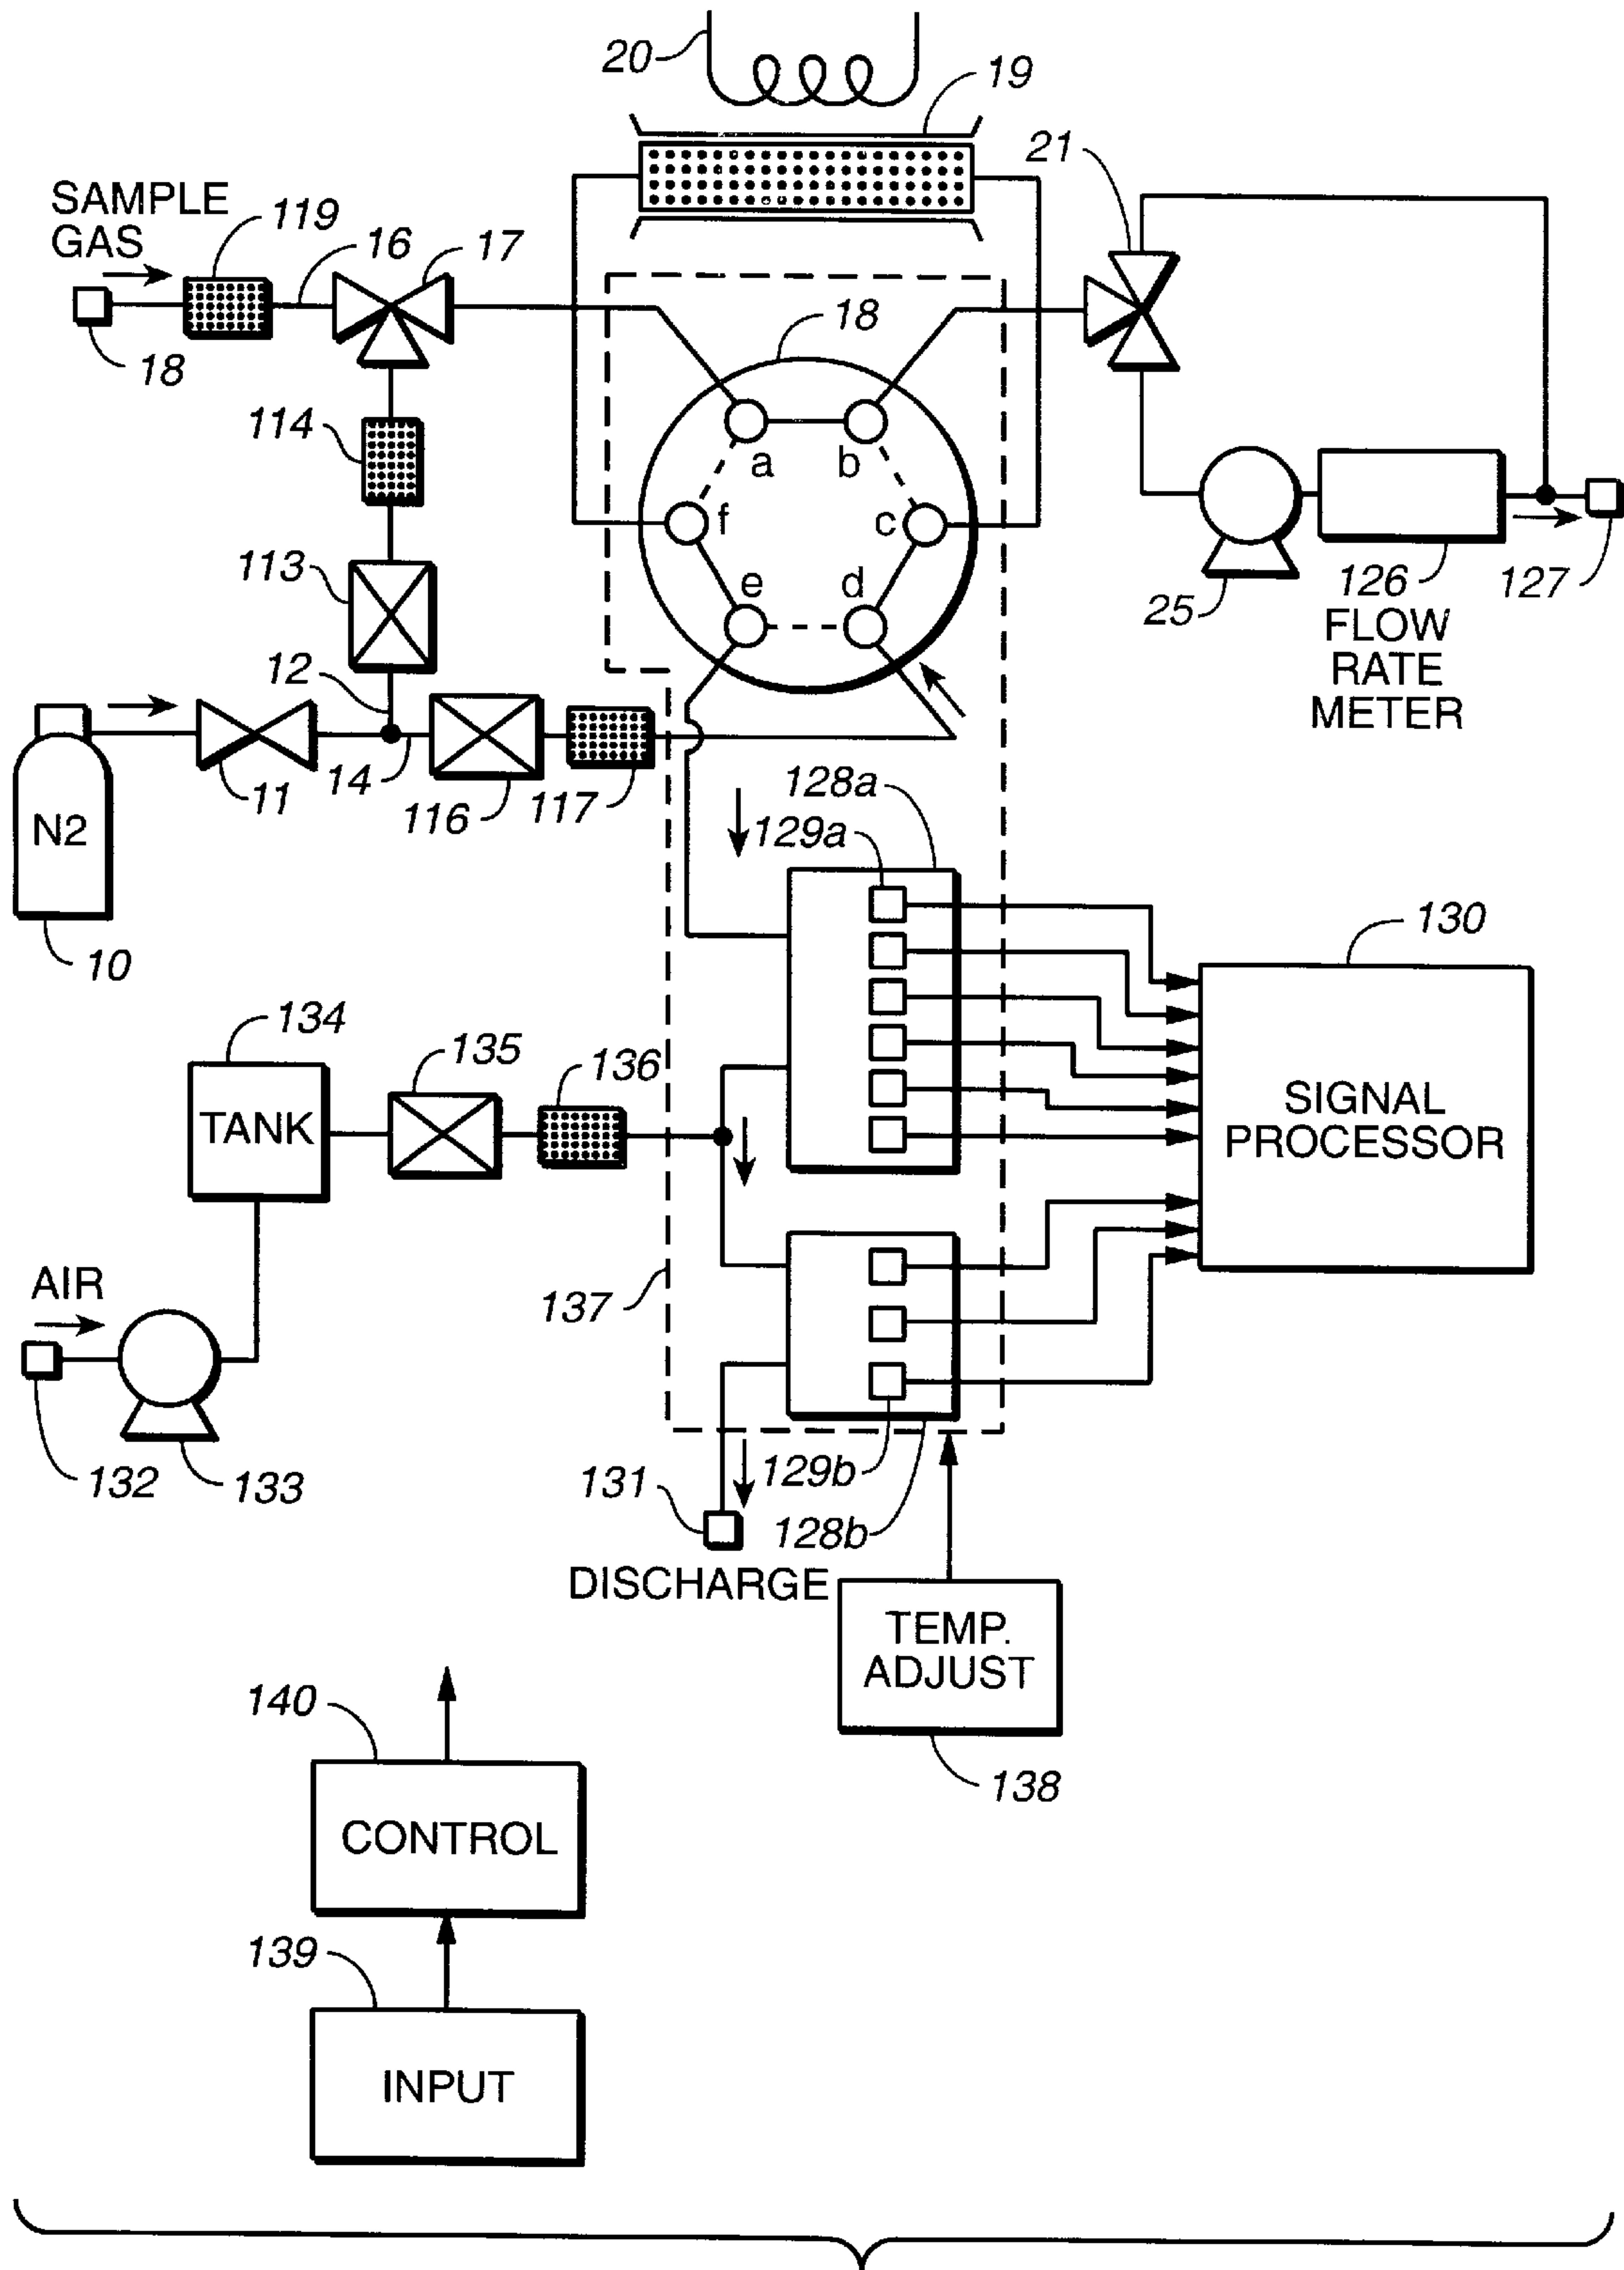 20
19
21
SAMPLE
GAS
119
16
17
18
18
114
a
b
f
c
e
d
113
25
126
127
FLOW
RATE
METER
12
N2
11
14
116
117
10
128a
129a
130
SIGNAL
PROCESSOR
134
TANK
135
136
AIR
137
132
133
131
129b
128b
DISCHARGE
TEMP.
ADJUST
138
140
CONTROL
139
INPUT